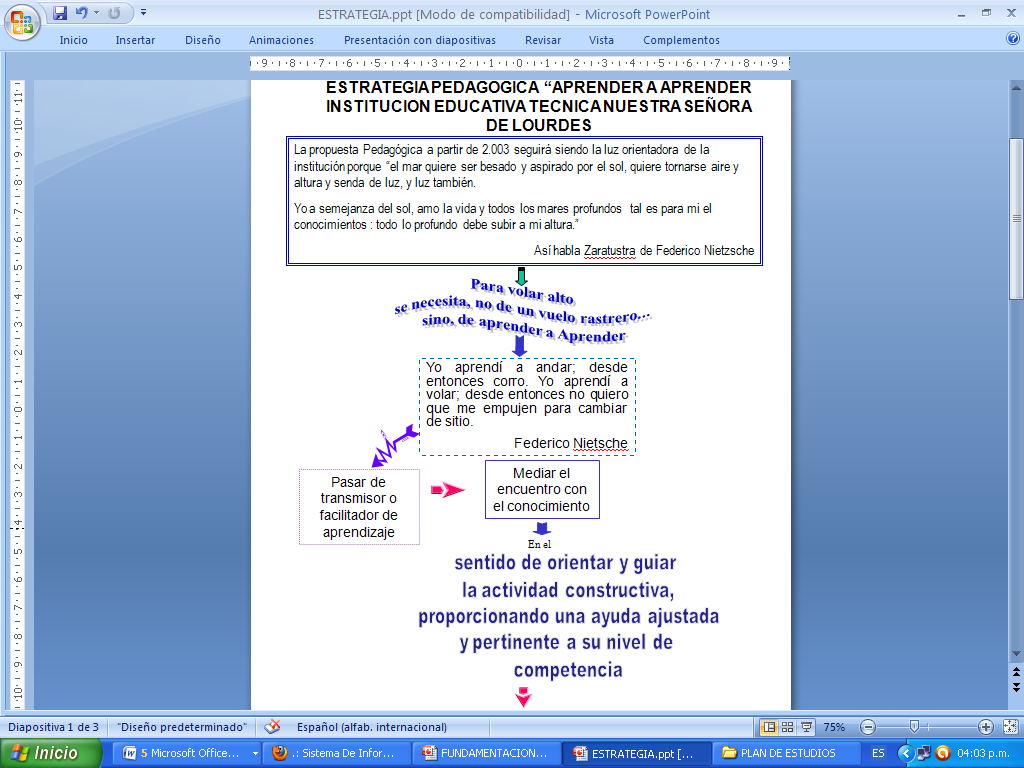 ESTRATEGIA.ppt [Modo de compatibilidad] - Microsoft PowerPoint
Inicio Insertar Diseño Animaciones Presentación con diapositivas Revisar Vista Complementos
ESTRATEGIA PEDAGOGICA “APRENDER A APRENDER
INSTITUCION EDUCATIVA TECNICA NUESTRA SEÑORA
DE LOURDES
La propuesta Pedagógica a partir de 2.003 seguirá siendo la luz orientadora de la
institución porque “el mar quiere ser besado y aspirado por el sol, quiere tornarse aire y
altura y senda de luz, y luz también.
Yo a semejanza del sol, amo la vida y todos los mares profundos tal es para mi el
conocimientos : todo lo profundo debe subir a mi altura.”
Así habla Zaratustra de Federico Nietzsche
Para volar alto
se necesita, no de un vuelo rastrero...
sino, de aprender a Aprender
Yo aprendí a andar; desde
entonces corro. Yo aprendí a
volar; desde entonces no quiero
que me empujen para cambiar
de sitio.
Federico Nietsche
Pasar de
transmisor o
facilitador de
aprendizaje
Mediar el
encuentro con
el conocimiento
En el
sentido de orientar y guiar
la actividad constructiva,
proporcionando una ayuda ajustada
y pertinente a su nivel de
competencia
Diapositiva 1 de 3 "Diseño predeterminado" Español (alfab. internacional) 75%
Inicio 5 Microsoft Office... .: Sistema De Infor... FUNDAMENTACION... ESTRATEGIA.ppt [... PLAN DE ESTUDIOS ES 04:03 p.m.